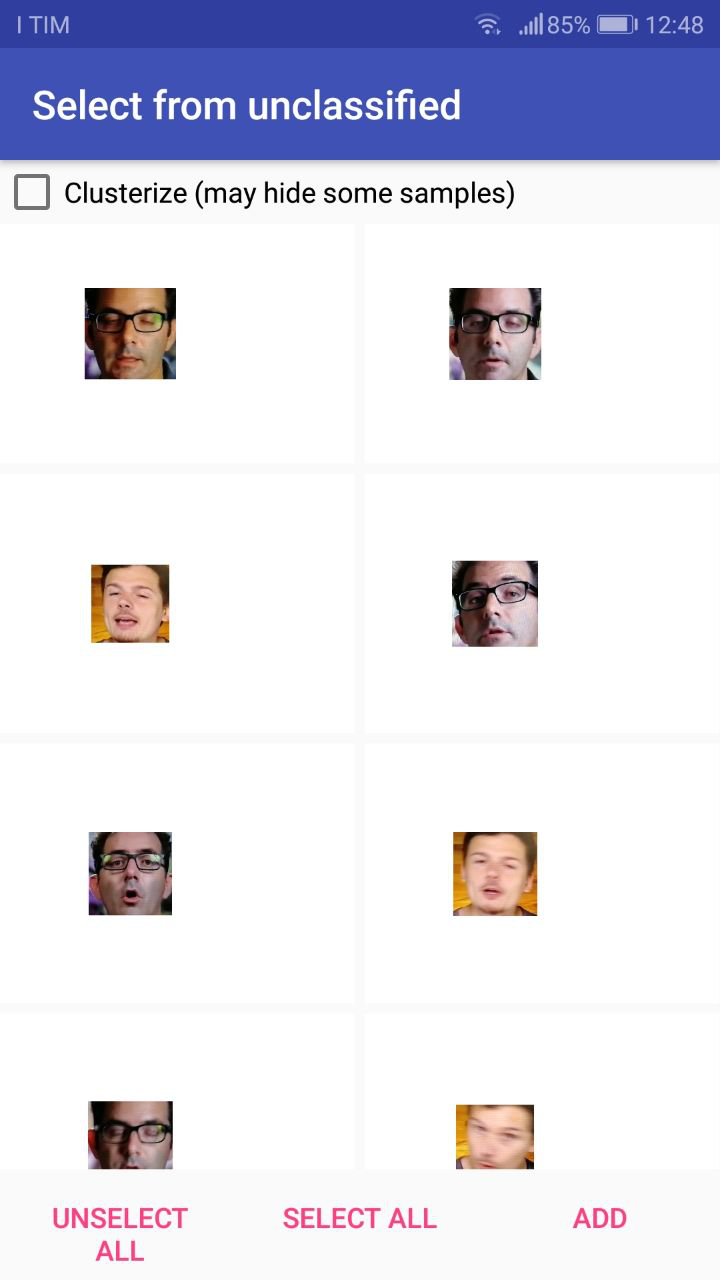 I TIM 85% 12:48
Select from unclassified
Clusterize (may hide some samples)
UNSELECT ALL SELECT ALL ADD